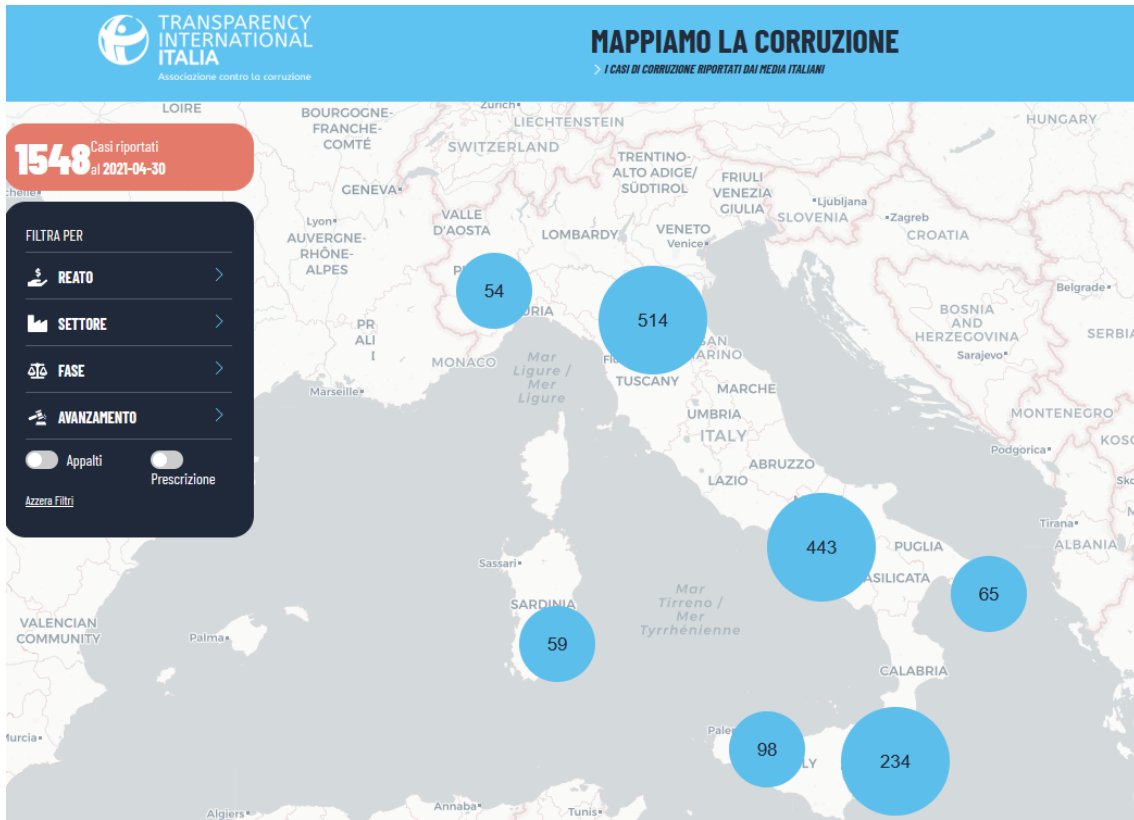 TRANSPARENCY
INTERNATIONAL
ITALIA
Associazione contro la corruzione
MAPPIAMO LA CORRUZIONE
I CASI DI CORRUZIONE RIPORTATI DAI MEDIA ITALIANI
1548 Casi riportati
al 2021-04-30
FILTRA PER
REATO
SETTORE
FASE
AVANZAMENTO
Appalti
Prescrizione
Azzera Filtri
LOIRE
BOURGOGNE-
FRANCHE-
COMTÉ
Zurich
LIECHTENSTEIN
SWITZERLAND
HUNGARY
TRENTINO-
ALTO ADIGE/
SÜDTIROL
FRIULI
VENEZIA
GIULIA
GENEVA
Ljubljana
SLOVENIA
Zagreb
CROATIA
Lyon
AUVERGNE-
RHÔNE-
ALPES
VALLE
D'AOSTA
LOMBARDY
VENETO
Venice
54
514
Belgrade
BOSNIA
AND
HERZEGOVINA
SERBIA
Sarajevo
MONACO
Mar
Ligure /
Mer
Ligure
TUSCANY
MARCHE
Marseille
UMBRIA
ITALY
MONTENEGRO
Podgorica
ABRUZZO
LAZIO
443
PUGLIA
Tirana
ALBANIA
Sassari
65
SARDINIA
Mar
Tirreno /
Mer
Tyrrhénienne
59
VALENCIAN
COMMUNITY
Palma
CALABRIA
98
234
Algiers
Annaba
Tunis